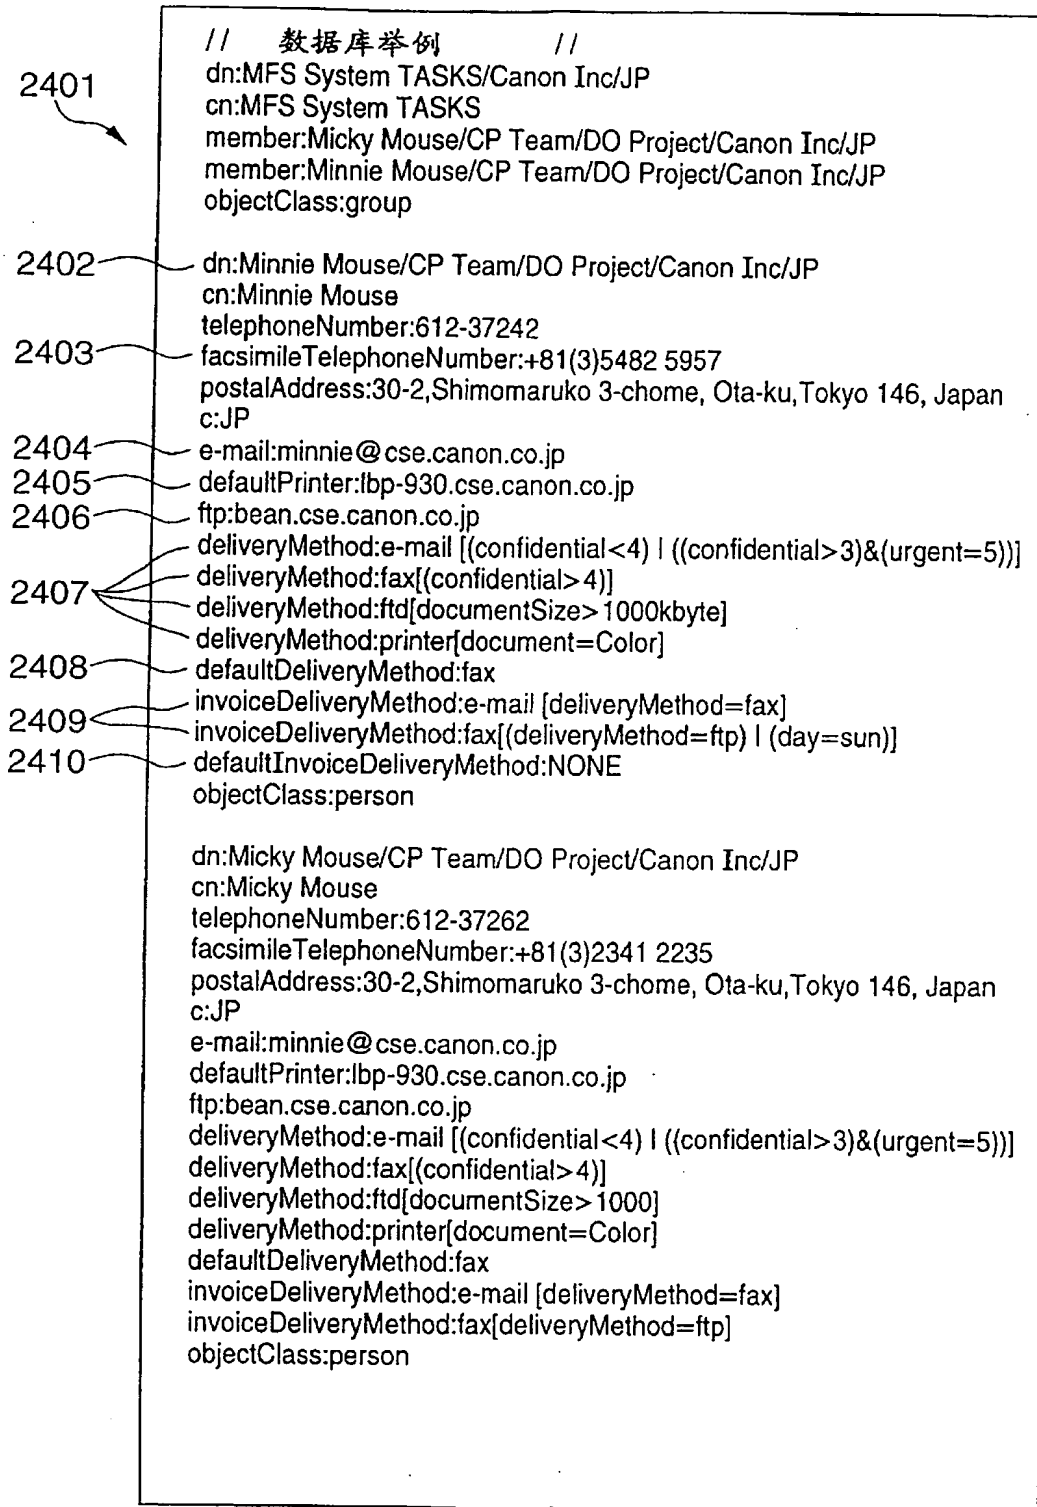 // 数据库举例 //
2401
dn:MFS System TASKS/Canon Inc/JP
cn:MFS System TASKS
member:Micky Mouse/CP Team/DO Project/Canon Inc/JP
member:Minnie Mouse/CP Team/DO Project/Canon Inc/JP
objectClass:group
2402 dn:Minnie Mouse/CP Team/DO Project/Canon Inc/JP
cn:Minnie Mouse
telephoneNumber:612-37242
2403 facsimileTelephoneNumber:+81(3)5482 5957
postalAddress:30-2,Shimomaruko 3-chome, Ota-ku,Tokyo 146, Japan
c:JP
2404 e-mail:minnie@cse.canon.co.jp
2405 defaultPrinter:lbp-930.cse.canon.co.jp
2406 ftp:bean.cse.canon.co.jp
deliveryMethod:e-mail [(confidential<4) | ((confidential>3)&(urgent=5))]
2407 deliveryMethod:fax[(confidential>4)]
deliveryMethod:ftd[documentSize>1000kbyte]
deliveryMethod:printer[document=Color]
2408 defaultDeliveryMethod:fax
2409 invoiceDeliveryMethod:e-mail [deliveryMethod=fax]
invoiceDeliveryMethod:fax[(deliveryMethod=ftp) | (day=sun)]
2410 defaultInvoiceDeliveryMethod:NONE
objectClass:person
dn:Micky Mouse/CP Team/DO Project/Canon Inc/JP
cn:Micky Mouse
telephoneNumber:612-37262
facsimileTelephoneNumber:+81(3)2341 2235
postalAddress:30-2,Shimomaruko 3-chome, Ota-ku,Tokyo 146, Japan
c:JP
e-mail:minnie@cse.canon.co.jp
defaultPrinter:lbp-930.cse.canon.co.jp
ftp:bean.cse.canon.co.jp
deliveryMethod:e-mail [(confidential<4) | ((confidential>3)&(urgent=5))]
deliveryMethod:fax[(confidential>4)]
deliveryMethod:ftd[documentSize>1000]
deliveryMethod:printer[document=Color]
defaultDeliveryMethod:fax
invoiceDeliveryMethod:e-mail [deliveryMethod=fax]
invoiceDeliveryMethod:fax[deliveryMethod=ftp]
objectClass:person